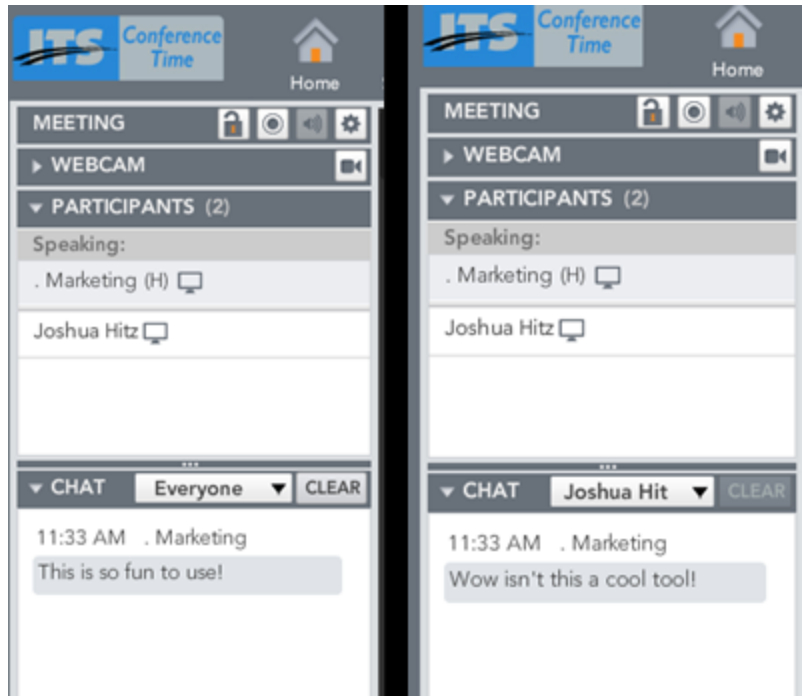 ITS Conference
Time
Home
MEETING
WEBCAM
PARTICIPANTS (2)
Speaking:
. Marketing (H)
Joshua Hitz
CHAT Everyone CLEAR
11:33 AM . Marketing
This is so fun to use!
ITS Conference
Time
Home
MEETING
WEBCAM
PARTICIPANTS (2)
Speaking:
. Marketing (H)
Joshua Hitz
CHAT Joshua Hit CLEAR
11:33 AM . Marketing
Wow isn't this a cool tool!